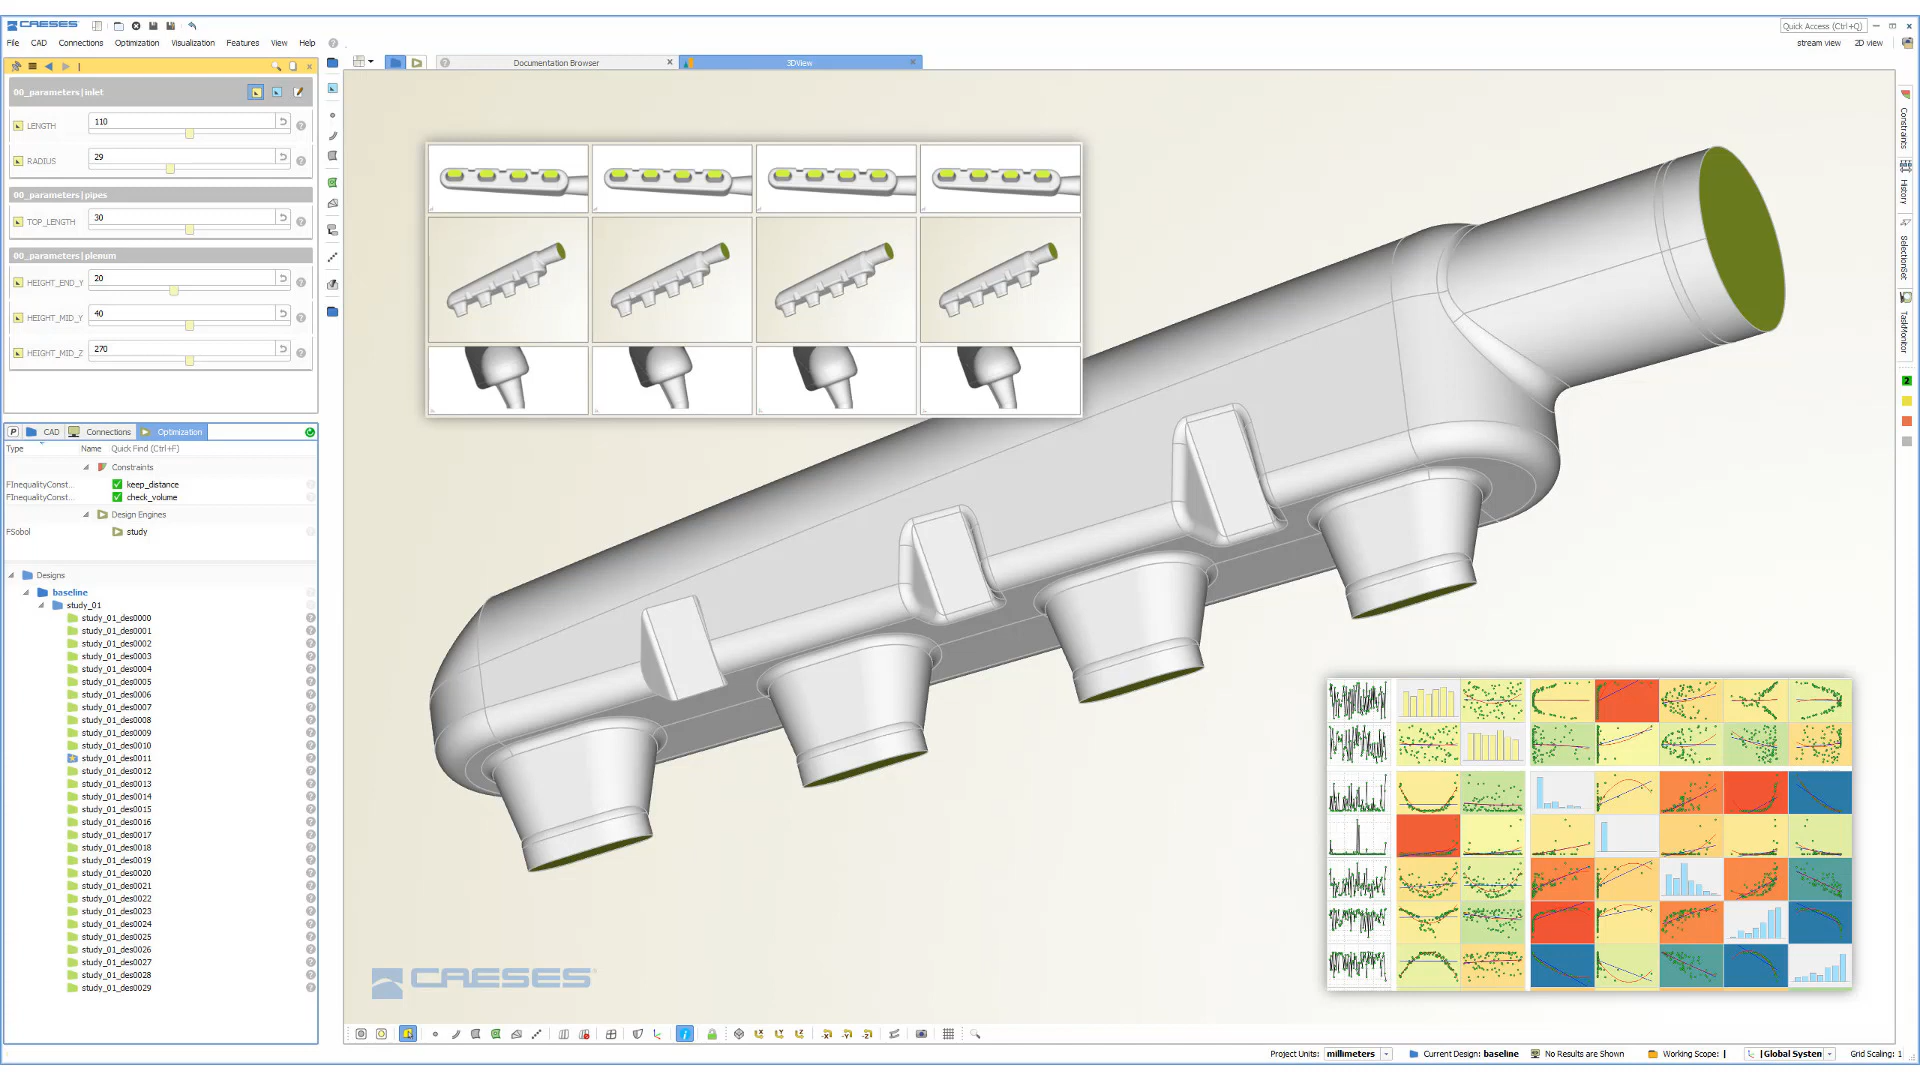 CAESES
Quick Access (Ctrl+Q)
File CAD Connections Optimization Visualization Features View Help
stream view 2D view
Documentation Browser
3DView
00_parameters|inlet
LENGTH 110
RADIUS 29
00_parameters|pipes
TOP_LENGTH 30
00_parameters|plenum
HEIGHT_END_Y 20
HEIGHT_MID_Y 40
HEIGHT_MID_Z 270
P CAD Connections Optimization
Type Name Quick Find (Ctrl+F)
Constraints
FInequalityConst... keep_distance
FInequalityConst... check_volume
Design Engines
FSobol study
Designs
baseline
study_01
study_01_des0000
study_01_des0001
study_01_des0002
study_01_des0003
study_01_des0004
study_01_des0005
study_01_des0006
study_01_des0007
study_01_des0008
study_01_des0009
study_01_des0010
study_01_des0011
study_01_des0012
study_01_des0013
study_01_des0014
study_01_des0015
study_01_des0016
study_01_des0017
study_01_des0018
study_01_des0019
study_01_des0020
study_01_des0021
study_01_des0022
study_01_des0023
study_01_des0024
study_01_des0025
study_01_des0026
study_01_des0027
study_01_des0028
study_01_des0029
CAESES
Constraints
History
SelectionSet
TaskMonitor
2
Project Units: millimeters Current Design: baseline No Results are Shown Working Scope: | |Global System Grid Scaling: 1